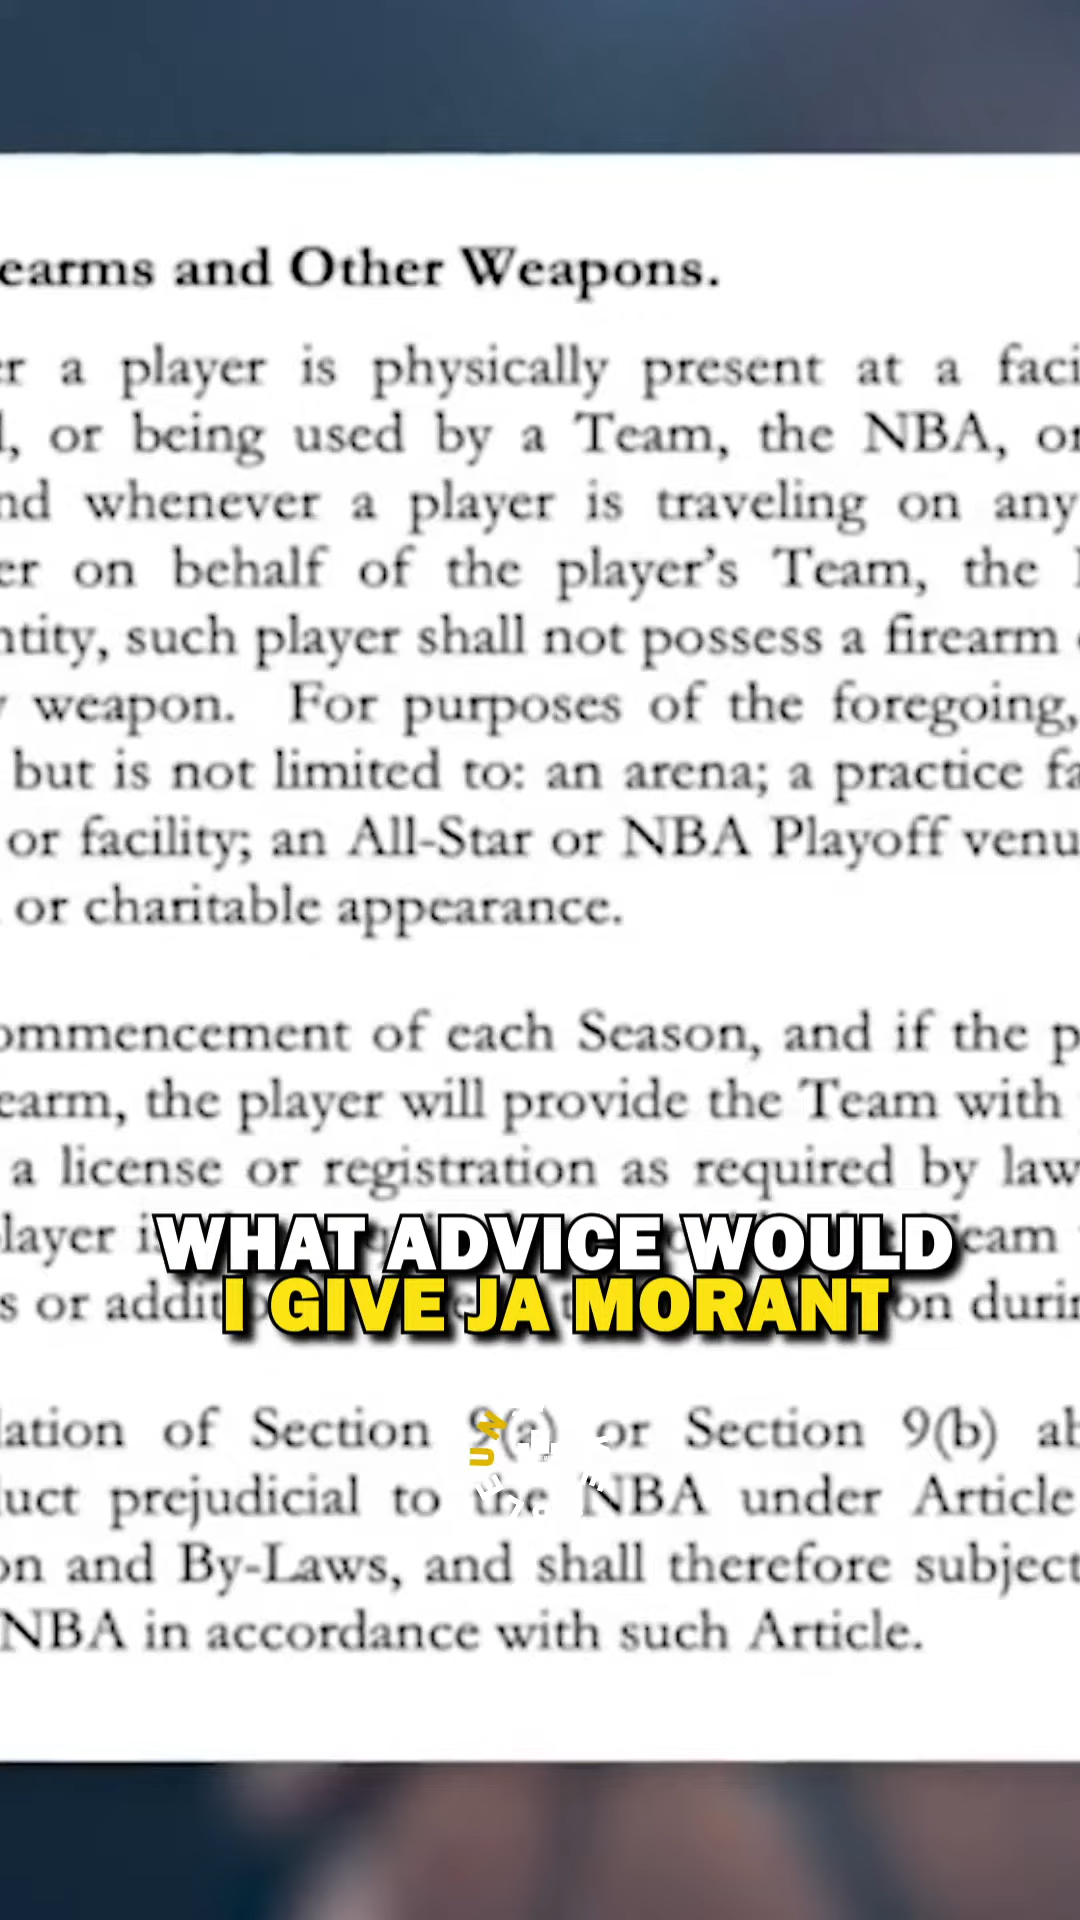 earms and Other Weapons.
a player is physically present at a
or being used by a Team, the NBA, or
whenever a player is traveling on any
on behalf of the player's Team, the
ntity, such player shall not possess a firearm
weapon. For purposes of the foregoing,
but is not limited to: an arena; a practice fa
or facility; an All-Star or NBA Playoff venu
or charitable appearance.
ommencement of each Season, and if the p
earm, the player will provide the Team with
a license or registration as required by law
WHAT ADVICE WOULD
I GIVE JA MORANT
lation of Section 9(a) or Section 9(b) ab
uct prejudicial to the NBA under Article
on and By-Laws, and shall therefore subject
NBA in accordance with such Article.